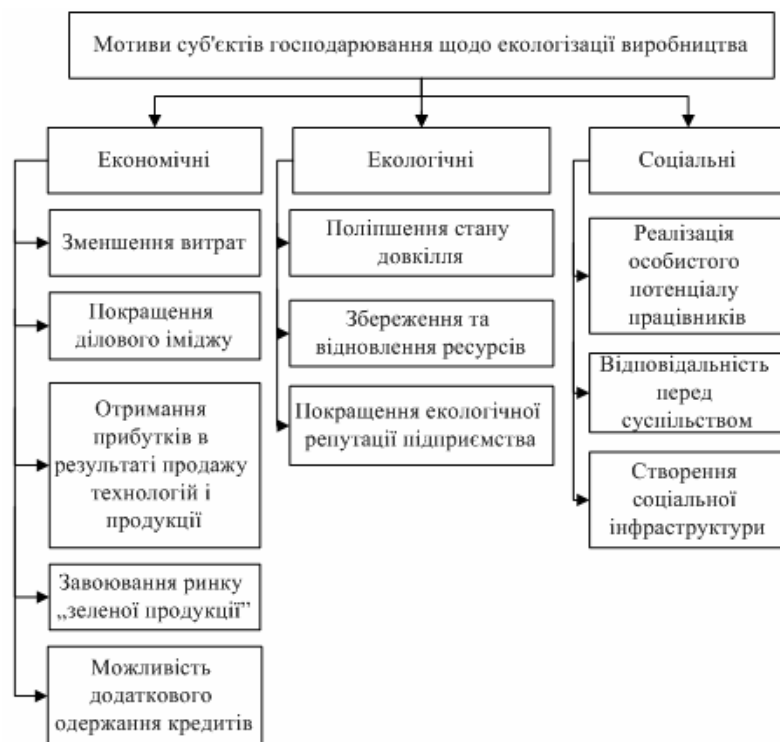 Мотиви суб'єктів господарювання щодо екологізації виробництва
Економічні
Екологічні
Соціальні
Зменшення витрат
Покращення
ділового іміджу
Отримання
прибутків в
результаті продажу
технологій і
продукції
Завоювання ринку
„зеленої продукції”
Можливість
додаткового
одержання кредитів
Поліпшення стану
довкілля
Збереження та
відновлення ресурсів
Покращення екологічної
репутації підприємства
Реалізація
особистого
потенціалу
працівників
Відповідальність
перед
суспільством
Створення
соціальної
інфраструктури